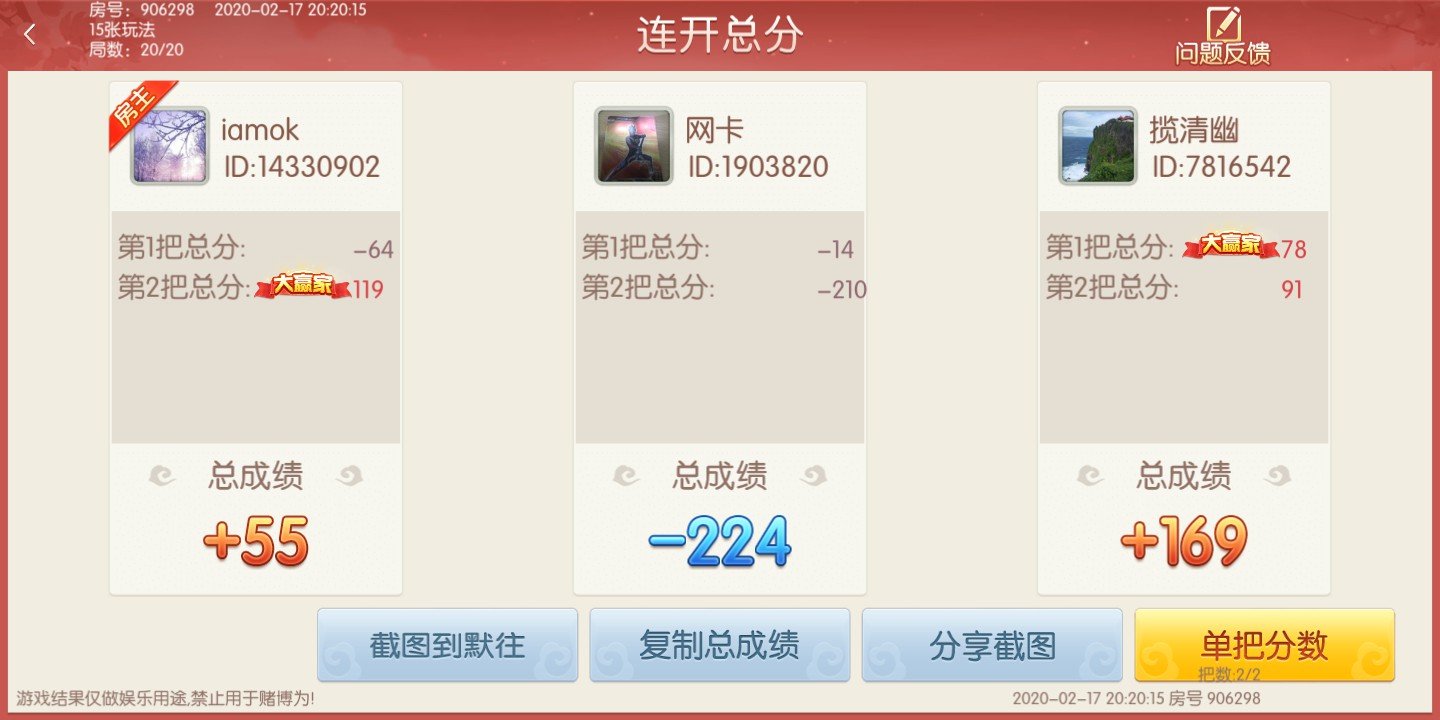 房号：906298 2020-02-17 20:20:15
15张玩法
局数：20/20
连开总分
问题反馈
房主
iamok
ID:14330902
第1把总分: -64
第2把总分: 大赢家 119
总成绩
+55
网卡
ID:1903820
第1把总分: -14
第2把总分: -210
总成绩
-224
揽清幽
ID:7816542
第1把总分: 大赢家 78
第2把总分: 91
总成绩
+169
截图到默往
复制总成绩
分享截图
单把分数
把数:2/2
游戏结果仅做娱乐用途,禁止用于赌博为!
2020-02-17 20:20:15 房号 906298